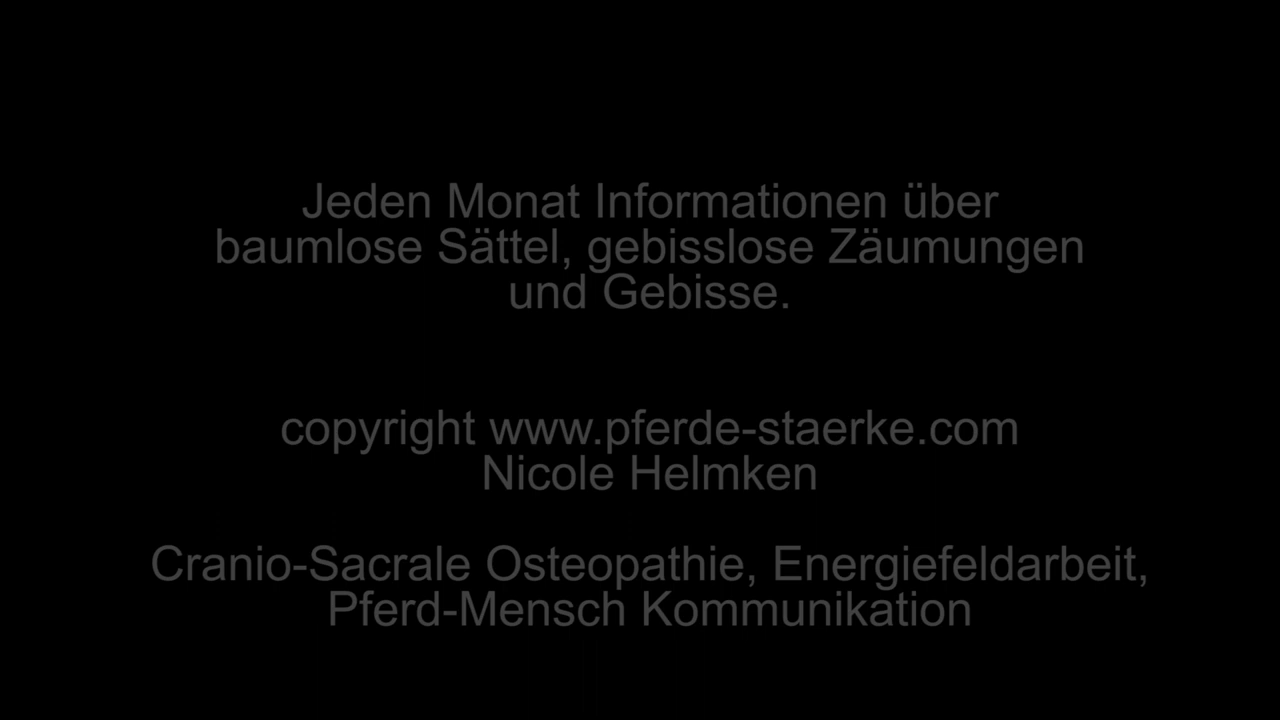 Jeden Monat Informationen über
baumlose Sättel, gebisslose Zäumungen
und Gebisse.
copyright www.pferde-staerke.com
Nicole Helmken
Cranio-Sacrale Osteopathie, Energiefeldarbeit,
Pferd-Mensch Kommunikation